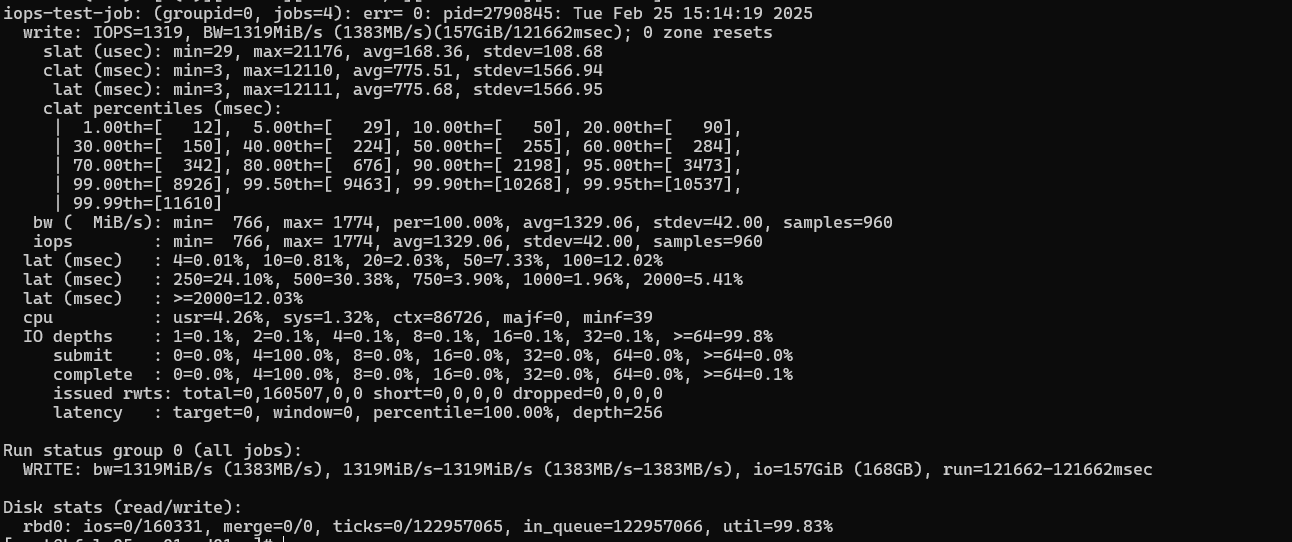 iops-test-job: (groupid=0, jobs=4): err= 0: pid=2790845: Tue Feb 25 15:14:19 2025
  write: IOPS=1319, BW=1319MiB/s (1383MB/s)(157GiB/121662msec); 0 zone resets
    slat (usec): min=29, max=21176, avg=168.36, stdev=108.68
    clat (msec): min=3, max=12110, avg=775.51, stdev=1566.94
     lat (msec): min=3, max=12111, avg=775.68, stdev=1566.95
    clat percentiles (msec):
     |  1.00th=[   12],  5.00th=[   29], 10.00th=[   50], 20.00th=[   90],
     | 30.00th=[  150], 40.00th=[  224], 50.00th=[  255], 60.00th=[  284],
     | 70.00th=[  342], 80.00th=[  676], 90.00th=[ 2198], 95.00th=[ 3473],
     | 99.00th=[ 8926], 99.50th=[ 9463], 99.90th=[10268], 99.95th=[10537],
     | 99.99th=[11610]
   bw (  MiB/s): min=  766, max= 1774, per=100.00%, avg=1329.06, stdev=42.00, samples=960
   iops        : min=  766, max= 1774, avg=1329.06, stdev=42.00, samples=960
  lat (msec)   : 4=0.01%, 10=0.81%, 20=2.03%, 50=7.33%, 100=12.02%
  lat (msec)   : 250=24.10%, 500=30.38%, 750=3.90%, 1000=1.96%, 2000=5.41%
  lat (msec)   : >=2000=12.03%
  cpu          : usr=4.26%, sys=1.32%, ctx=86726, majf=0, minf=39
  IO depths    : 1=0.1%, 2=0.1%, 4=0.1%, 8=0.1%, 16=0.1%, 32=0.1%, >=64=99.8%
     submit    : 0=0.0%, 4=100.0%, 8=0.0%, 16=0.0%, 32=0.0%, 64=0.0%, >=64=0.0%
     complete  : 0=0.0%, 4=100.0%, 8=0.0%, 16=0.0%, 32=0.0%, 64=0.0%, >=64=0.1%
     issued rwts: total=0,160507,0,0 short=0,0,0,0 dropped=0,0,0,0
     latency   : target=0, window=0, percentile=100.00%, depth=256
Run status group 0 (all jobs):
  WRITE: bw=1319MiB/s (1383MB/s), 1319MiB/s-1319MiB/s (1383MB/s-1383MB/s), io=157GiB (168GB), run=121662-121662msec
Disk stats (read/write):
  rbd0: ios=0/160331, merge=0/0, ticks=0/122957065, in_queue=122957066, util=99.83%